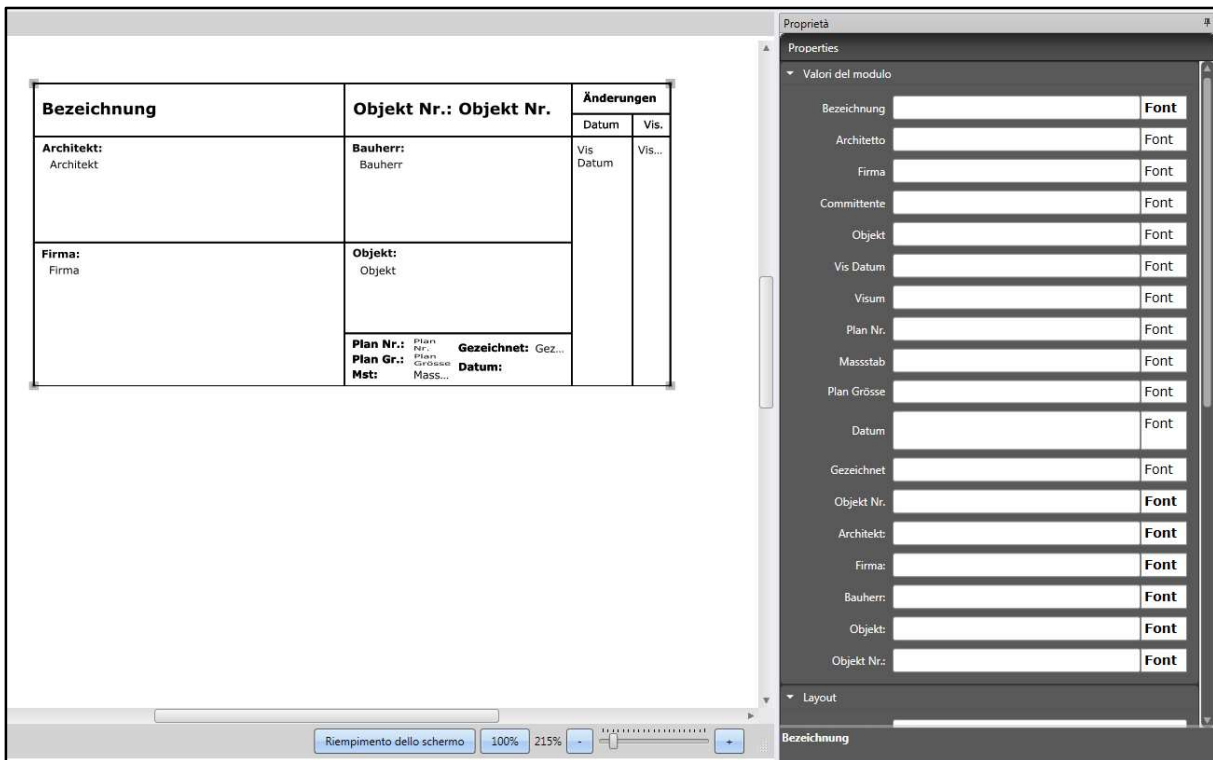 Bezeichnung
Objekt Nr.: Objekt Nr.
Änderungen
Datum Vis.
Architekt:
Architekt
Bauherr:
Bauherr
Vis
Datum
Vis...
Firma:
Firma
Objekt:
Objekt
Plan Nr.: Plan
Nr.
Gezeichnet: Gez...
Plan Gr.: Plan
Grösse
Datum:
Mst: Mass...
Riempimento dello schermo 100% 215% - +
Proprietà
Properties
Valori del modulo
Bezeichnung Font
Architetto Font
Firma Font
Committente Font
Objekt Font
Vis Datum Font
Visum Font
Plan Nr. Font
Massstab Font
Plan Grösse Font
Datum Font
Gezeichnet Font
Objekt Nr. Font
Architekt: Font
Firma: Font
Bauherr: Font
Objekt: Font
Objekt Nr.: Font
Layout
Bezeichnung